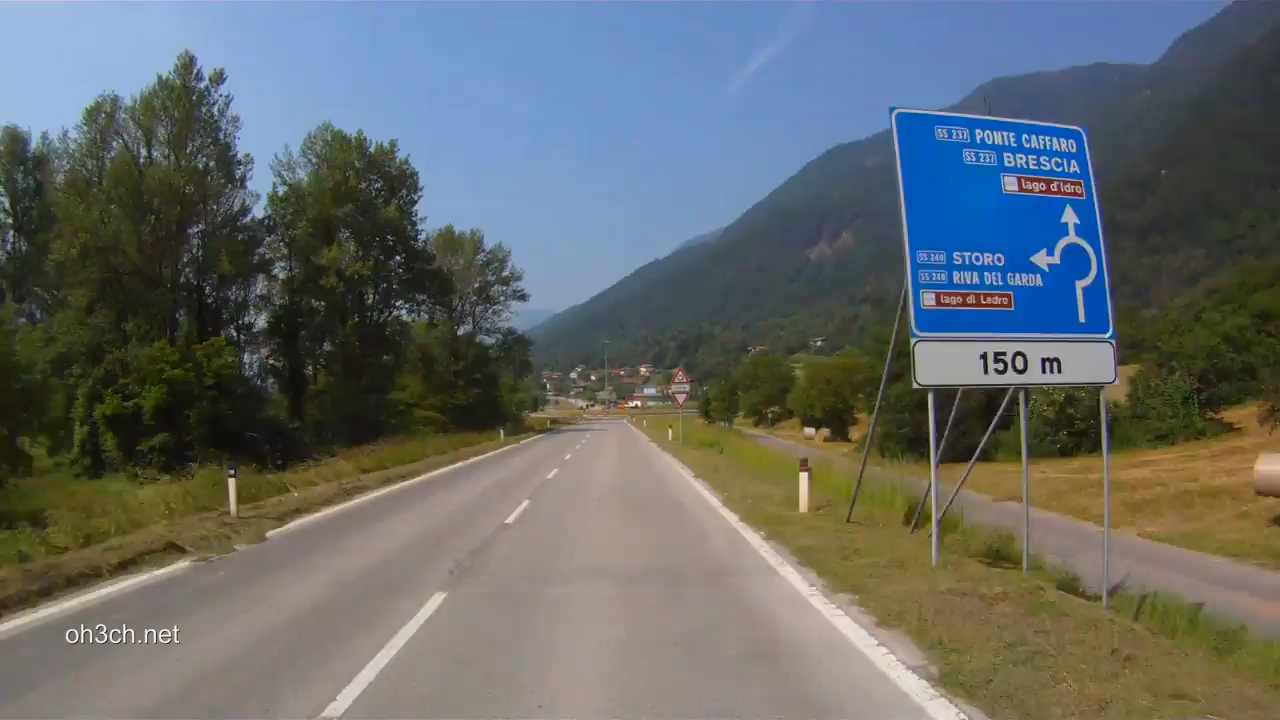 SS 237 PONTE CAFFARO
SS 237 BRESCIA
lago d'Idro
SS 240 STORO
SS 240 RIVA DEL GARDA
lago di Ledro
150 m
oh3ch.net